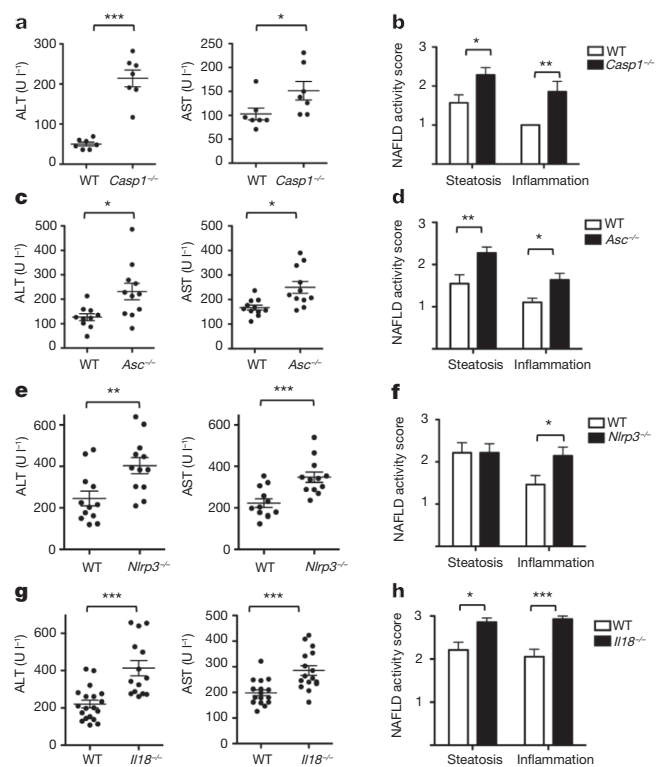 a
***
ALT (U l⁻¹)
300
200
100
0
WT
Casp1⁻/⁻
*
AST (U l⁻¹)
250
200
150
100
50
0
WT
Casp1⁻/⁻
b
WT
Casp1⁻/⁻
NAFLD activity score
3
2
1
*
**
Steatosis
Inflammation
c
*
ALT (U l⁻¹)
500
400
300
200
100
0
WT
Asc⁻/⁻
*
AST (U l⁻¹)
500
400
300
200
100
0
WT
Asc⁻/⁻
d
WT
Asc⁻/⁻
NAFLD activity score
3
2
1
**
*
Steatosis
Inflammation
e
**
ALT (U l⁻¹)
600
400
200
0
WT
Nlrp3⁻/⁻
***
AST (U l⁻¹)
600
400
200
0
WT
Nlrp3⁻/⁻
f
WT
Nlrp3⁻/⁻
NAFLD activity score
3
2
1
*
Steatosis
Inflammation
g
***
ALT (U l⁻¹)
600
400
200
0
WT
Il18⁻/⁻
***
AST (U l⁻¹)
500
400
300
200
100
0
WT
Il18⁻/⁻
h
WT
Il18⁻/⁻
NAFLD activity score
3
2
1
*
***
Steatosis
Inflammation